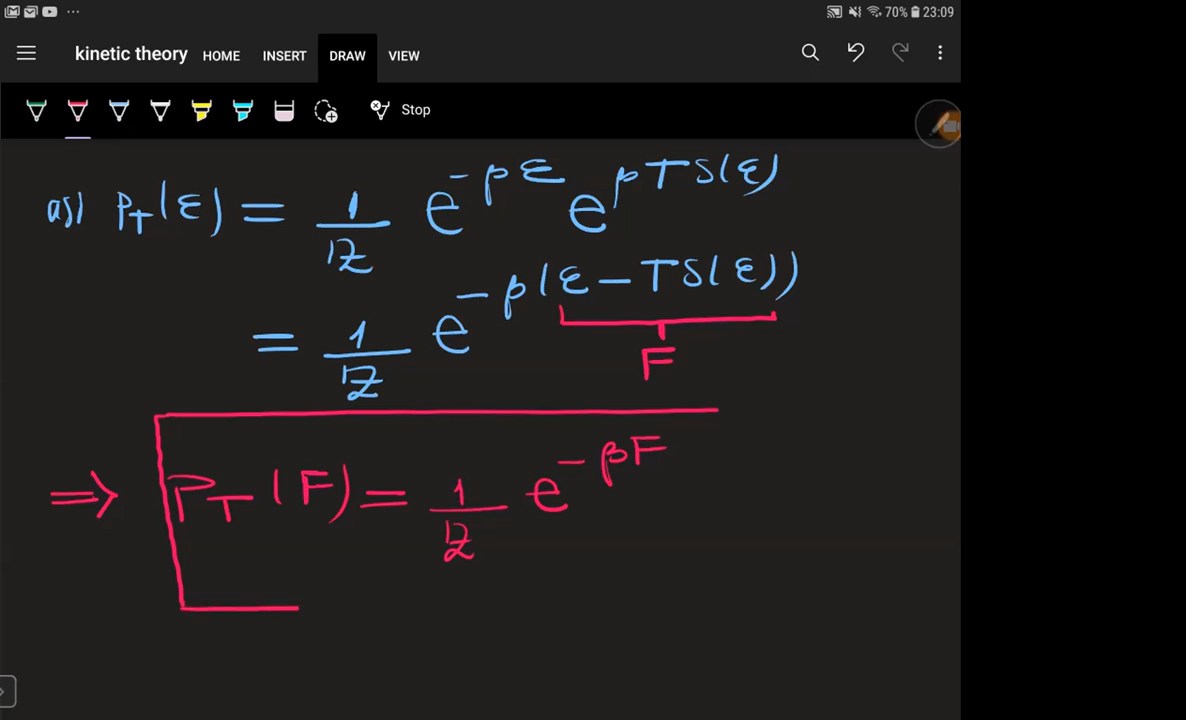 70% 23:09
kinetic theory HOME INSERT DRAW VIEW
Stop
así P_T(ε) = 1/Z e^{-βε} e^{βTS(ε)}
= 1/Z e^{-β(ε-TS(ε))}
F
⇒ P_T(F) = 1/Z e^{-βF}